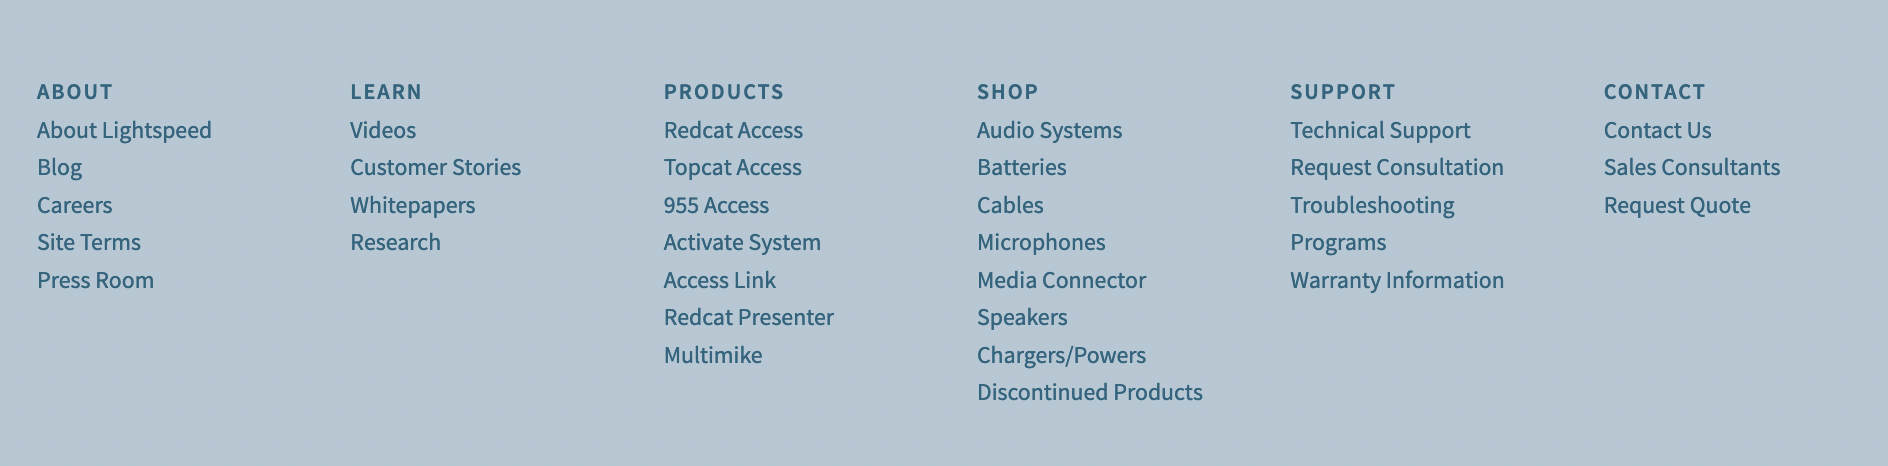 ABOUT
About Lightspeed
Blog
Careers
Site Terms
Press Room
LEARN
Videos
Customer Stories
Whitepapers
Research
PRODUCTS
Redcat Access
Topcat Access
955 Access
Activate System
Access Link
Redcat Presenter
Multimike
SHOP
Audio Systems
Batteries
Cables
Microphones
Media Connector
Speakers
Chargers/Powers
Discontinued Products
SUPPORT
Technical Support
Request Consultation
Troubleshooting
Programs
Warranty Information
CONTACT
Contact Us
Sales Consultants
Request Quote